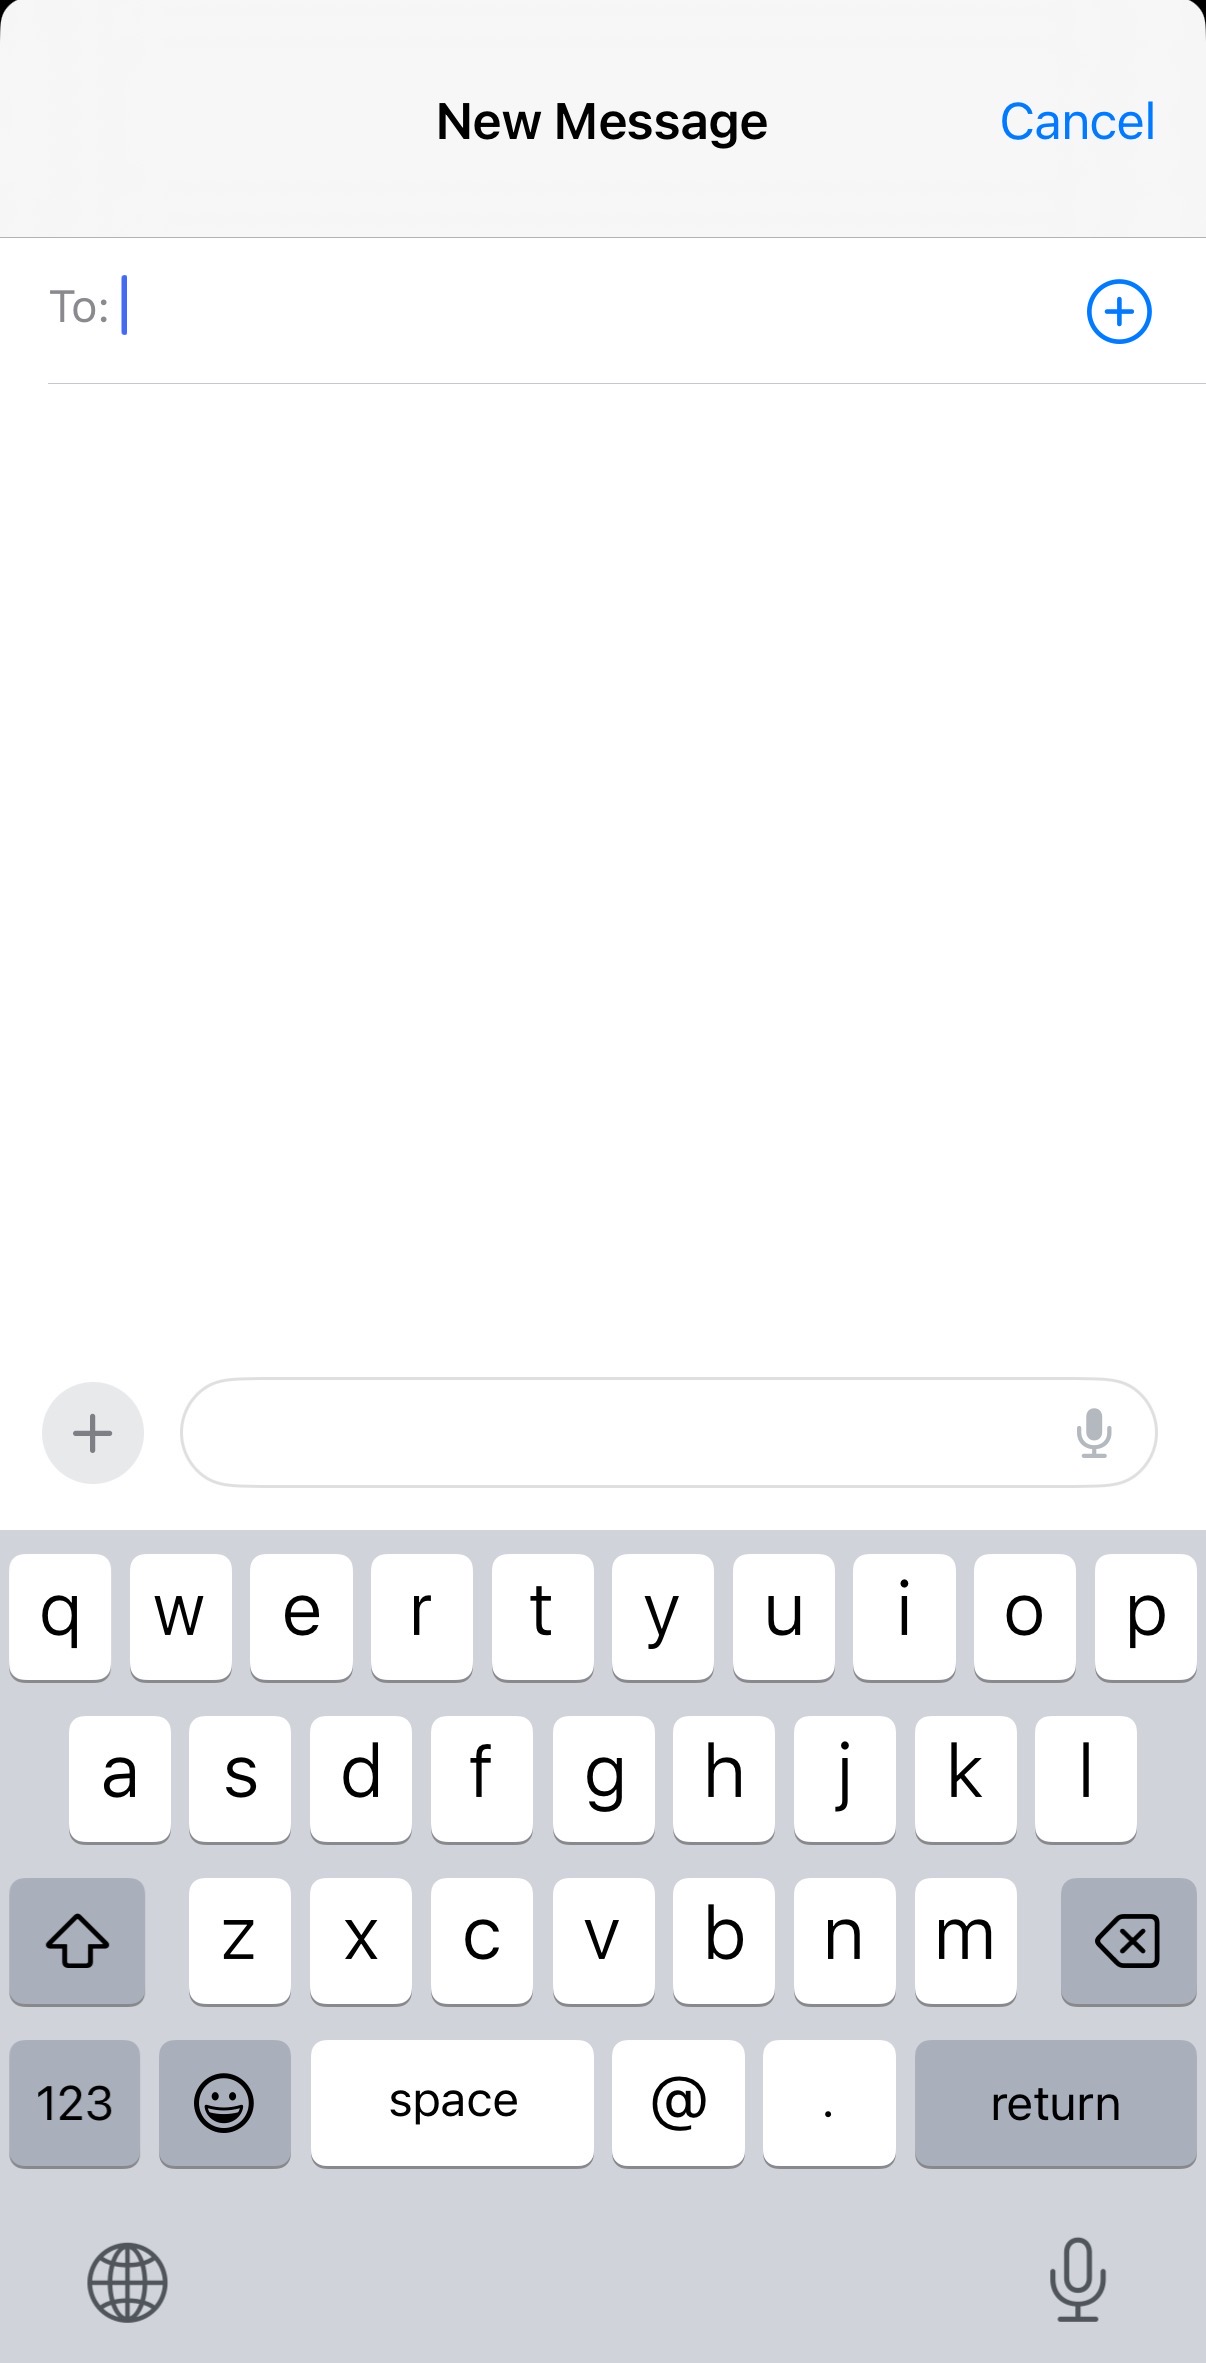 New Message Cancel
To:
q w e r t y u i o p
a s d f g h j k l
z x c v b n m
123 space @ . return